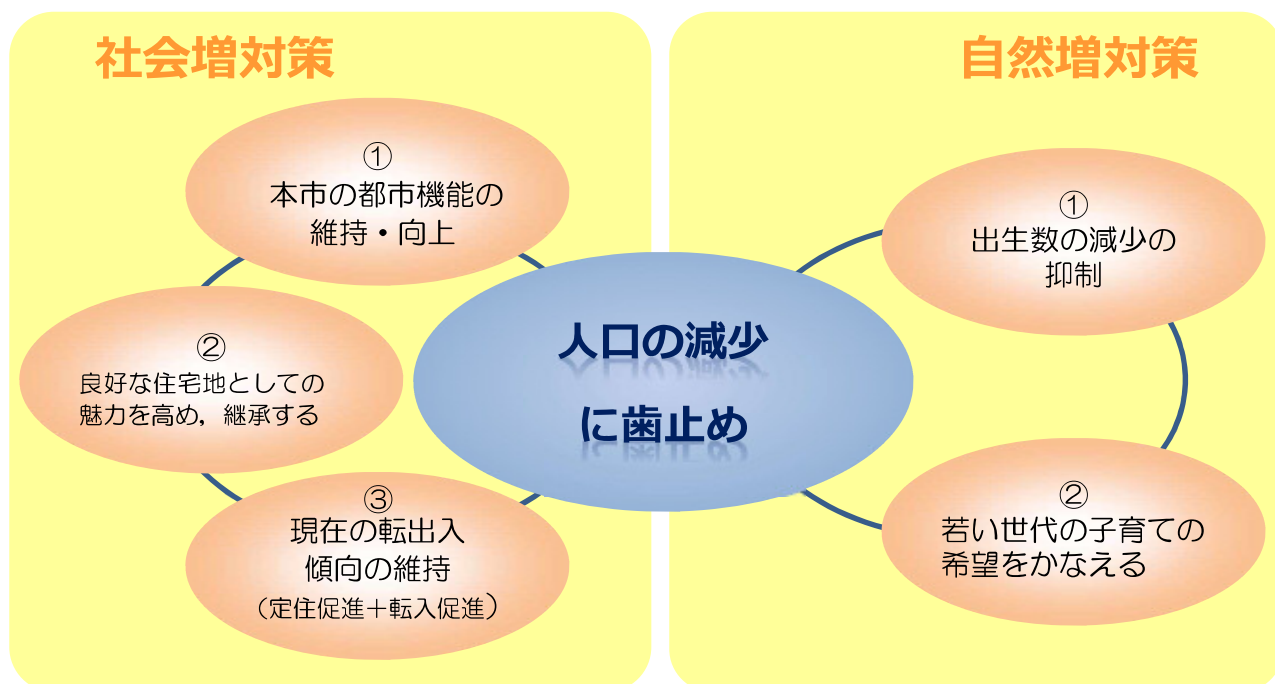 社会増対策
①
本市の都市機能の
維持・向上
②
良好な住宅地としての
魅力を高め，継承する
③
現在の転出入
傾向の維持
（定住促進＋転入促進）
人口の減少
に歯止め
自然増対策
①
出生数の減少の
抑制
②
若い世代の子育ての
希望をかなえる